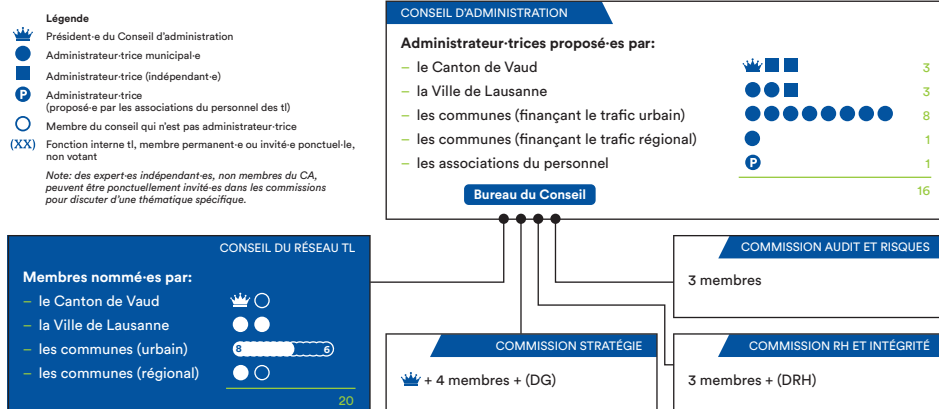 Légende
Président·e du Conseil d'administration
Administrateur·trice municipal·e
Administrateur·trice (indépendant·e)
P Administrateur·trice
(proposé·e par les associations du personnel des tl)
Membre du conseil qui n'est pas administrateur·trice
(XX) Fonction interne tl, membre permanent·e ou invité·e ponctuel·le,
non votant
Note: des expert·es indépendant·es, non membres du CA,
peuvent être ponctuellement invité·es dans les commissions
pour discuter d'une thématique spécifique.
CONSEIL D'ADMINISTRATION
Administrateur·trices proposé·es par:
– le Canton de Vaud 3
– la Ville de Lausanne 3
– les communes (finançant le trafic urbain) 8
– les communes (finançant le trafic régional) 1
– les associations du personnel P 1
16
Bureau du Conseil
CONSEIL DU RÉSEAU TL
Membres nommé·es par:
– le Canton de Vaud
– la Ville de Lausanne
– les communes (urbain) 8 6
– les communes (régional)
20
COMMISSION STRATÉGIE
+ 4 membres + (DG)
COMMISSION AUDIT ET RISQUES
3 membres
COMMISSION RH ET INTÉGRITÉ
3 membres + (DRH)